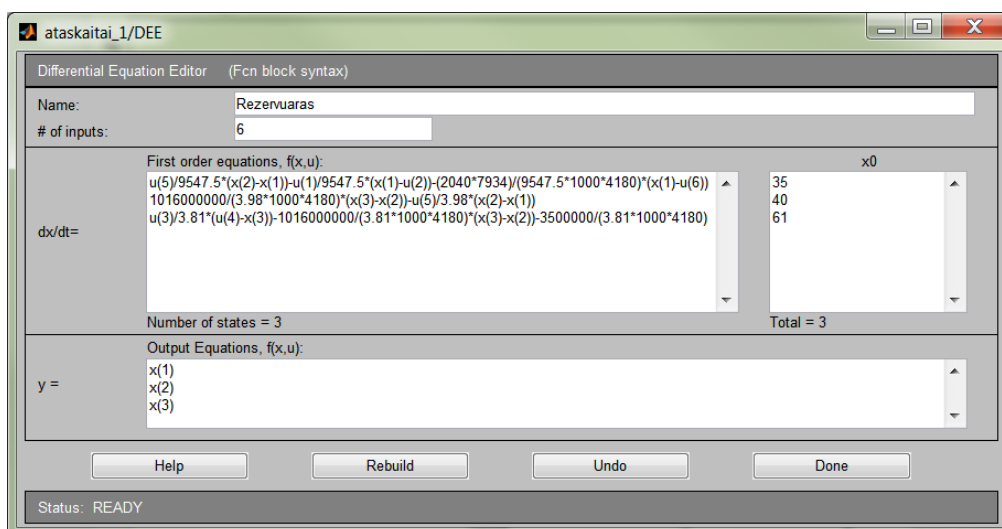 ataskaitai_1/DEE
Differential Equation Editor (Fcn block syntax)
Name: Rezervuaras
# of inputs: 6
First order equations, f(x,u): x0
u(5)/9547.5*(x(2)-x(1))-u(1)/9547.5*(x(1)-u(2))-(2040*7934)/(9547.5*1000*4180)*(x(1)-u(6)) 35
1016000000/(3.98*1000*4180)*(x(3)-x(2))-u(5)/3.98*(x(2)-x(1)) 40
u(3)/3.81*(u(4)-x(3))-1016000000/(3.81*1000*4180)*(x(3)-x(2))-3500000/(3.81*1000*4180) 61
dx/dt=
Number of states = 3 Total = 3
Output Equations, f(x,u):
x(1)
y = x(2)
x(3)
Help Rebuild Undo Done
Status: READY